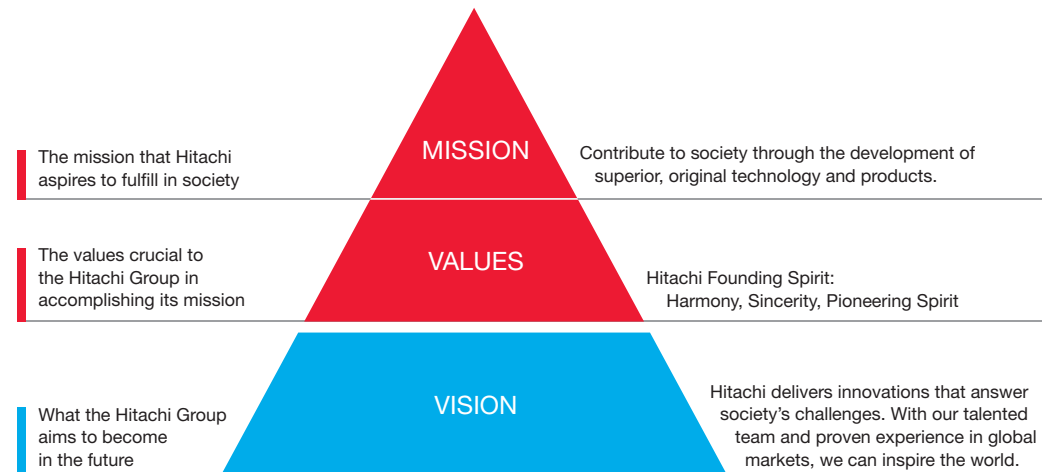 MISSION
The mission that Hitachi
aspires to fulfill in society
Contribute to society through the development of
superior, original technology and products.
VALUES
The values crucial to
the Hitachi Group in
accomplishing its mission
Hitachi Founding Spirit:
Harmony, Sincerity, Pioneering Spirit
VISION
What the Hitachi Group
aims to become
in the future
Hitachi delivers innovations that answer
society’s challenges. With our talented
team and proven experience in global
markets, we can inspire the world.